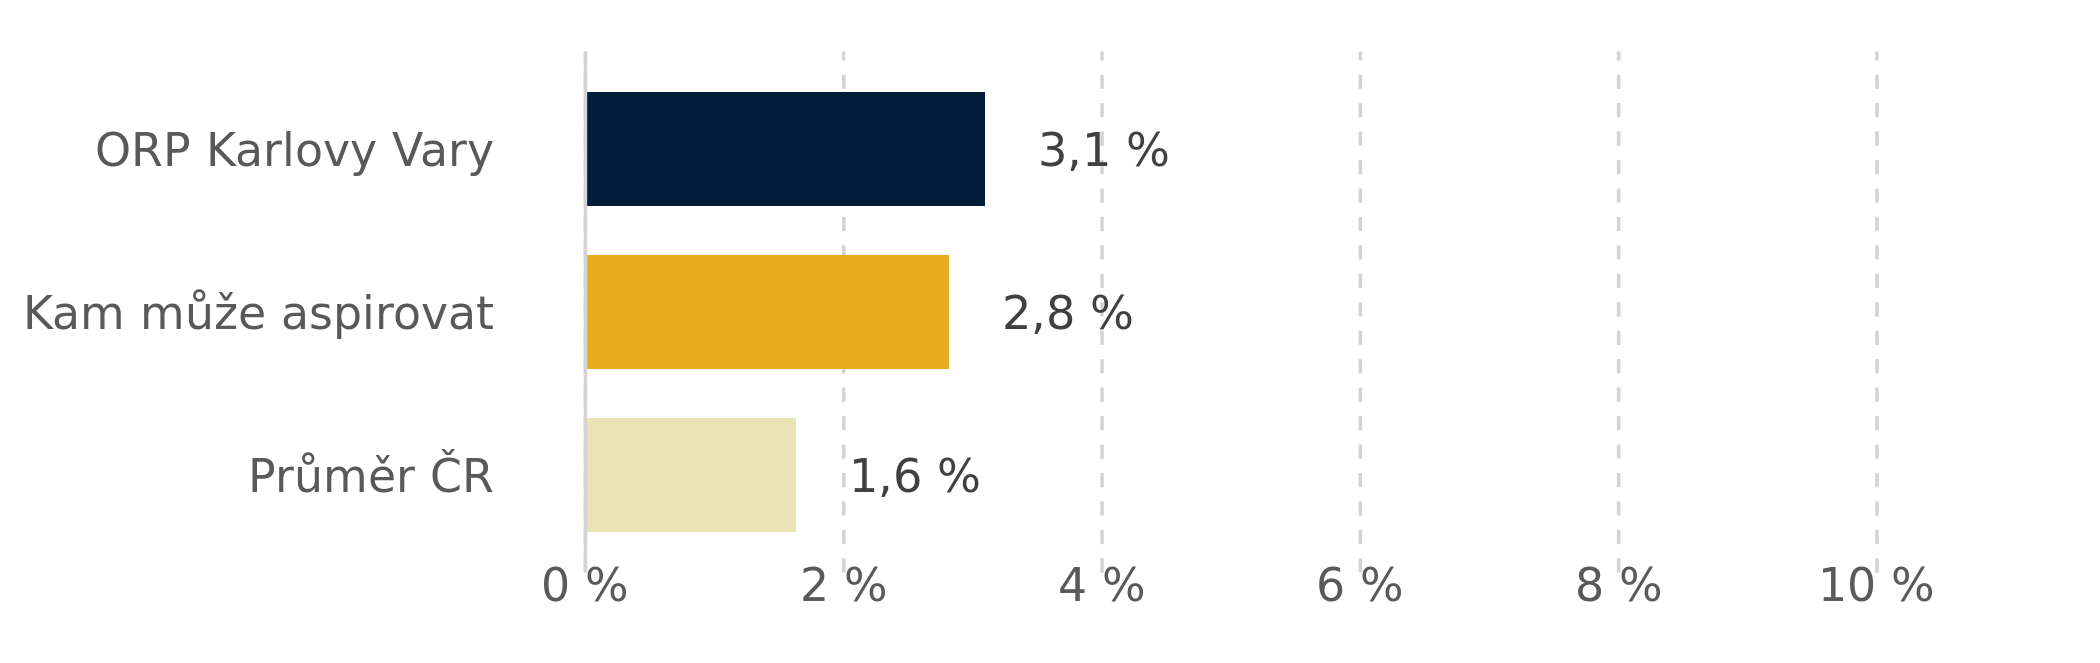 ORP Karlovy Vary 3,1 %
Kam může aspirovat 2,8 %
Průměr ČR 1,6 %
0 % 2 % 4 % 6 % 8 % 10 %